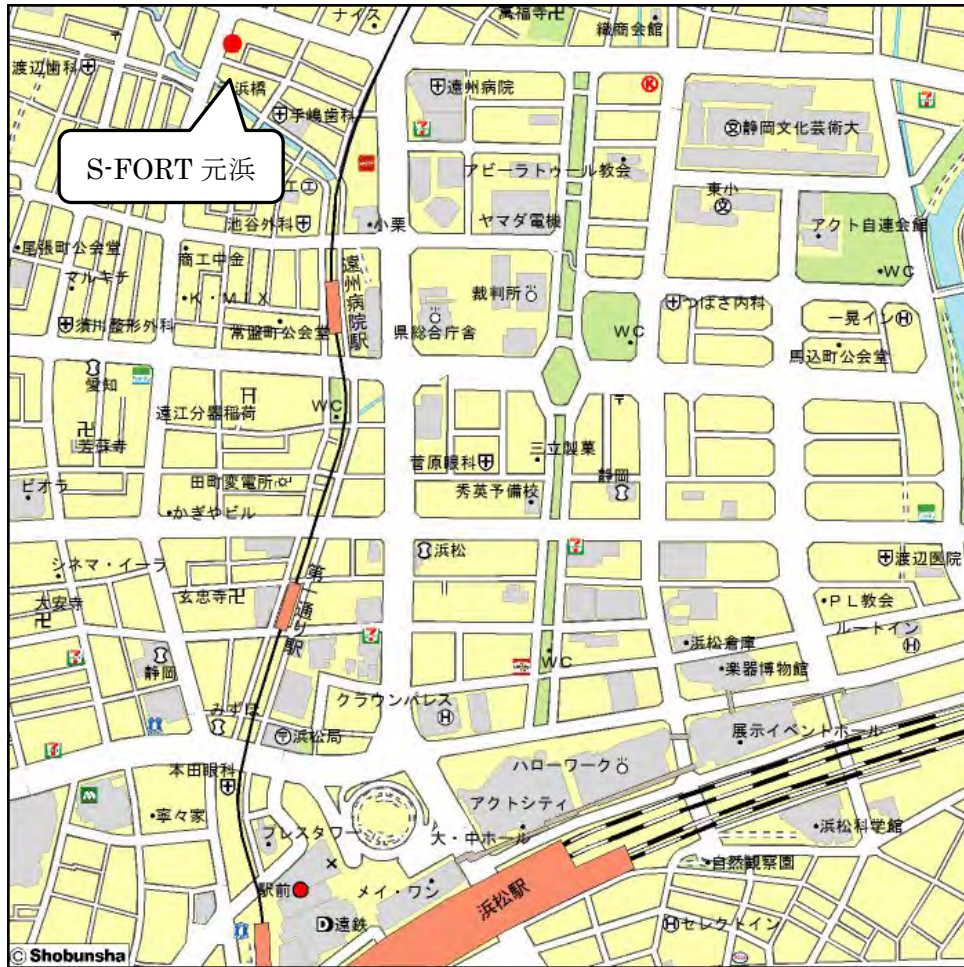 ナイス
萬福寺卍
織商会館
渡辺歯科
浜橋
遠州病院
手嶋歯科
静岡文化芸術大
S-FORT 元浜
アビーラトゥール教会
東小
池谷外科
小栗
ヤマダ電機
アクト自連会館
尾張町公会堂
商工中金
マルキチ
WC
遠州病院駅
K・MIX
裁判所
つばさ内科
須川整形外科
常盤町公会堂
県総合庁舎
WC
一晃イン
馬込町公会堂
愛知
遠江分器稲荷
WC
芳蘇寺
菅原眼科
三立製菓
静岡
ビオラ
田町変電所
秀英予備校
かぎやビル
浜松
シネマ・イーラ
渡辺医院
第一通り駅
大安寺
玄忠寺卍
PL教会
ルートイン
浜松倉庫
静岡
WC
楽器博物館
クラウンパレス
みずほ
浜松局
展示イベントホール
本田眼科
ハローワーク
アクトシティ
寧々家
プレスタワー
大・中ホール
浜松科学館
自然観察園
駅前
メイ・ワン
浜松駅
遠鉄
セレクトイン
© Shobunsha